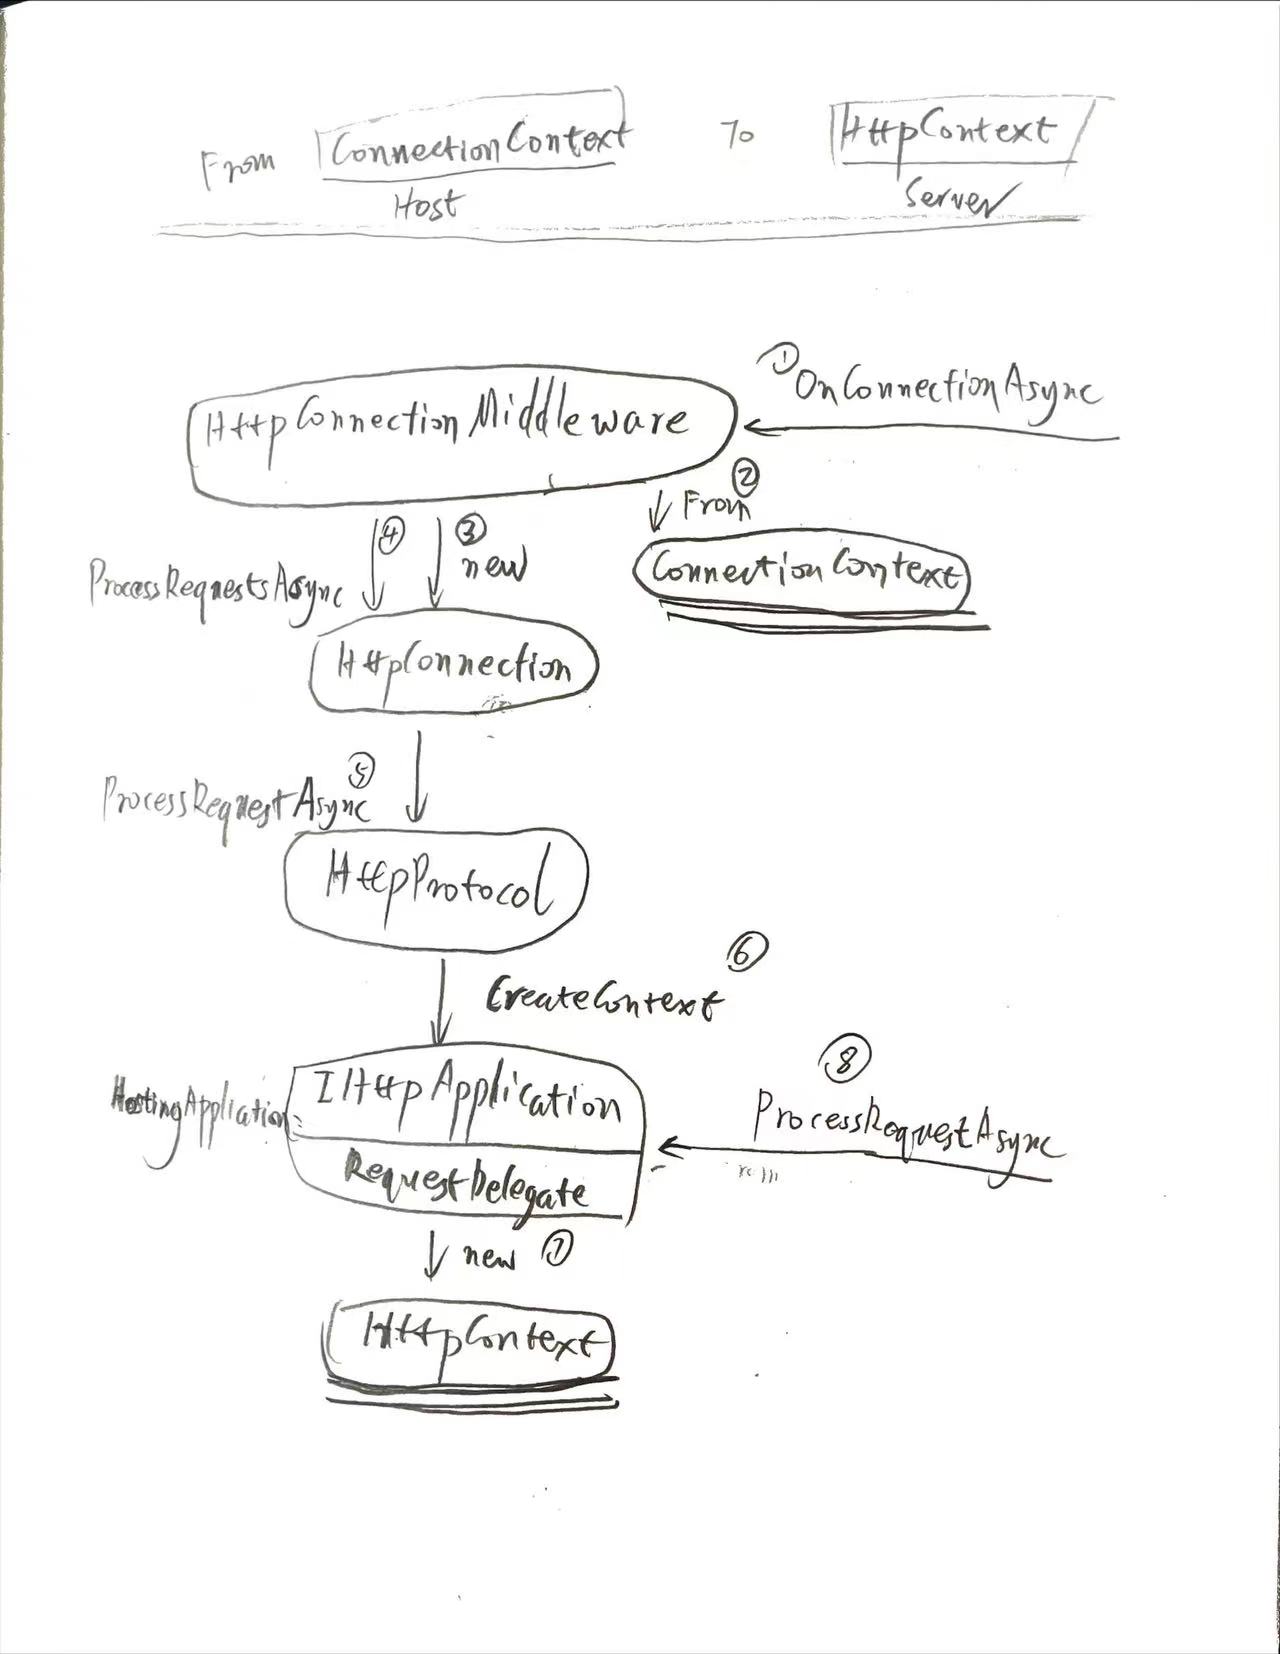 From ConnectionContext To HttpContext
Host Server
① OnConnectionAsync
HttpConnectionMiddleware
② From
④ ③ new
ConnectionContext
ProcessRequestsAsync
HttpConnection
⑤
ProcessRequestAsync
HttpProtocol
⑥
CreateContext
⑧
HostingApplication IHttpApplication ProcessRequestAsync
RequestDelegate
new ⑦
HttpContext